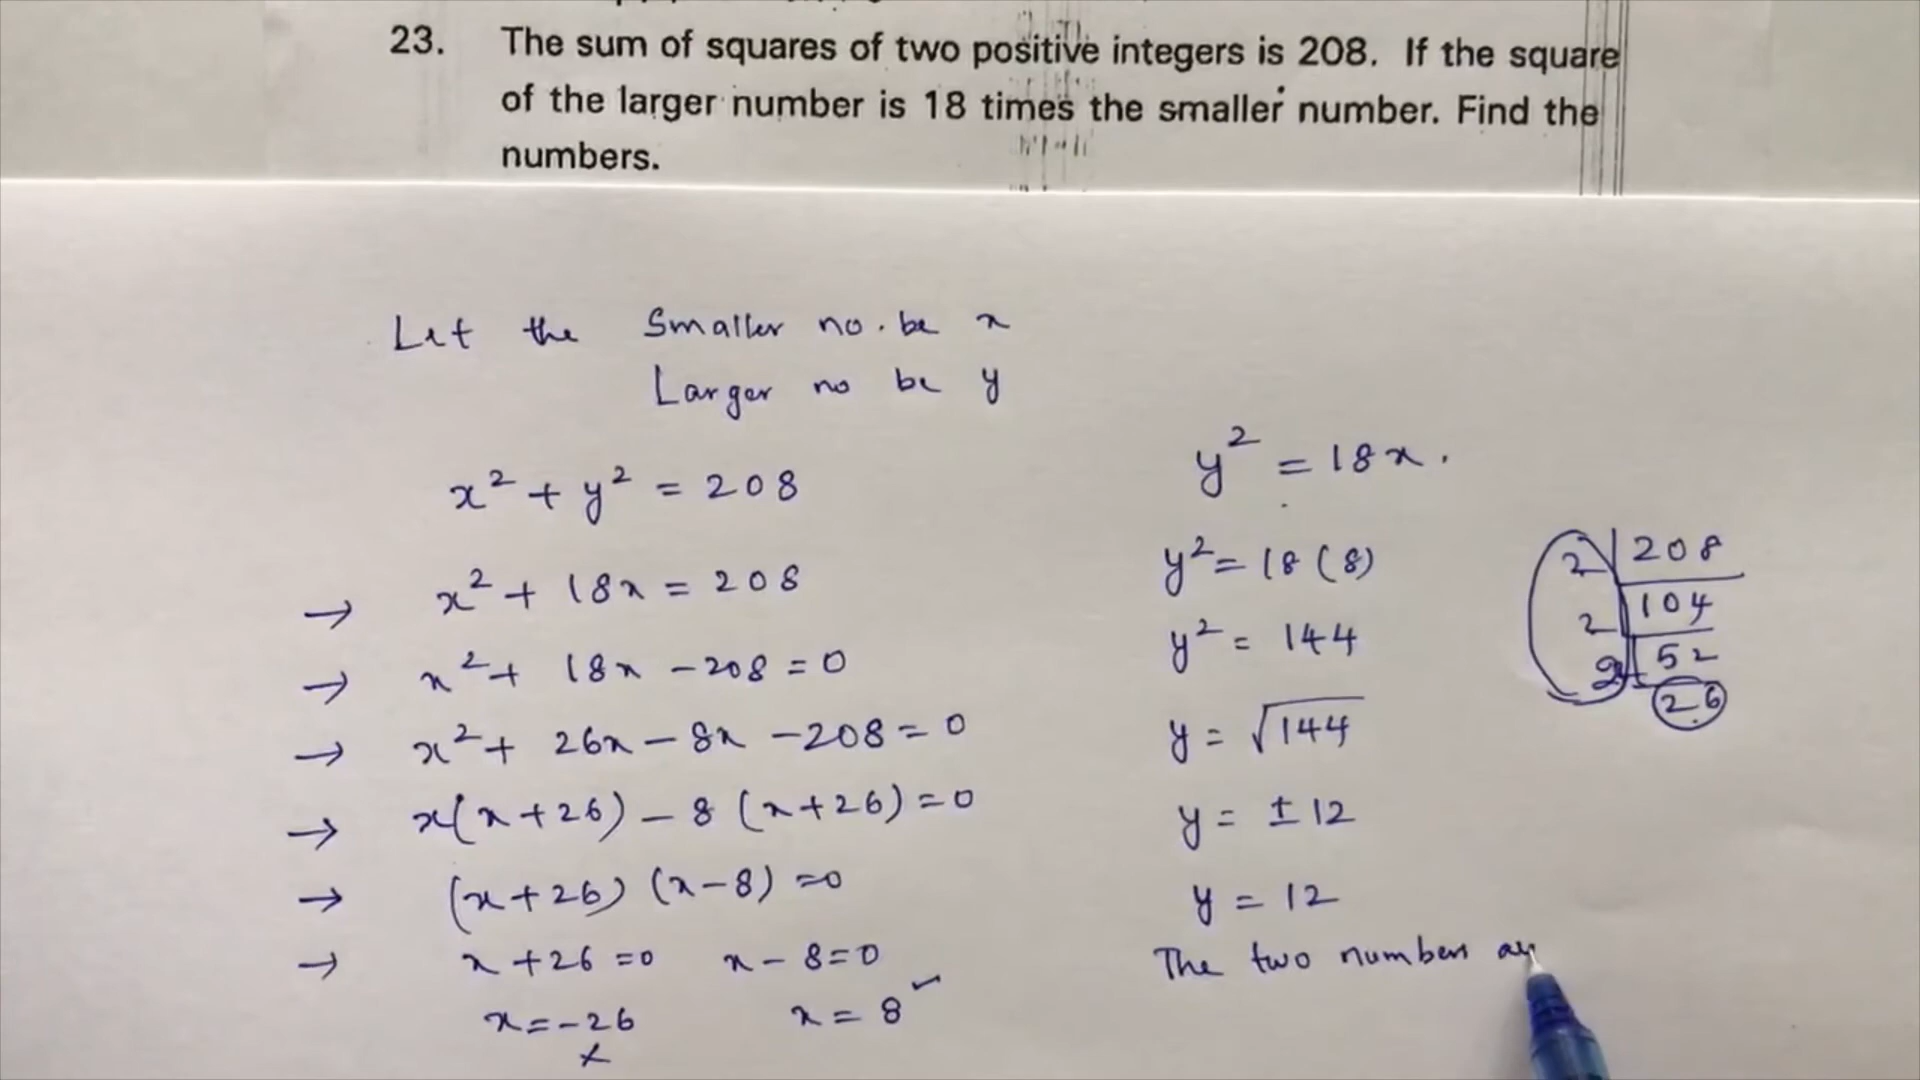 23. The sum of squares of two positive integers is 208. If the square
of the larger number is 18 times the smaller number. Find the
numbers.
Let the Smaller no. be x
Larger no be y
x² + y² = 208
→ x² + 18x = 208
→ x² + 18x - 208 = 0
→ x² + 26x - 8x - 208 = 0
→ x(x + 26) - 8 (x + 26) = 0
→ (x + 26) (x - 8) = 0
→ x + 26 = 0 x - 8 = 0
x = -26 x = 8 ✓
×
y² = 18x.
y² = 18 (8)
y² = 144
y = √144
y = ± 12
y = 12
The two numbers
2 | 208
2 | 104
2 | 52
26